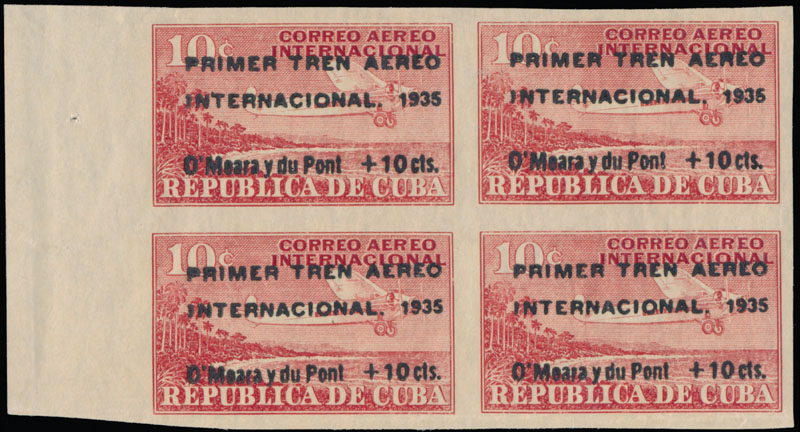 10c CORREO AEREO
INTERNACIONAL
PRIMER TREN AEREO
INTERNACIONAL. 1935
O'Meara y du Pont +10 cts.
REPUBLICA DE CUBA
10c CORREO AEREO
INTERNACIONAL
PRIMER TREN AEREO
INTERNACIONAL. 1935
O'Meara y du Pont +10 cts.
REPUBLICA DE CUBA
10c CORREO AEREO
INTERNACIONAL
PRIMER TREN AEREO
INTERNACIONAL. 1935
O'Meara y du Pont +10 cts.
REPUBLICA DE CUBA
10c CORREO AEREO
INTERNACIONAL
PRIMER TREN AEREO
INTERNACIONAL. 1935
O'Meara y du Pont +10 cts.
REPUBLICA DE CUBA